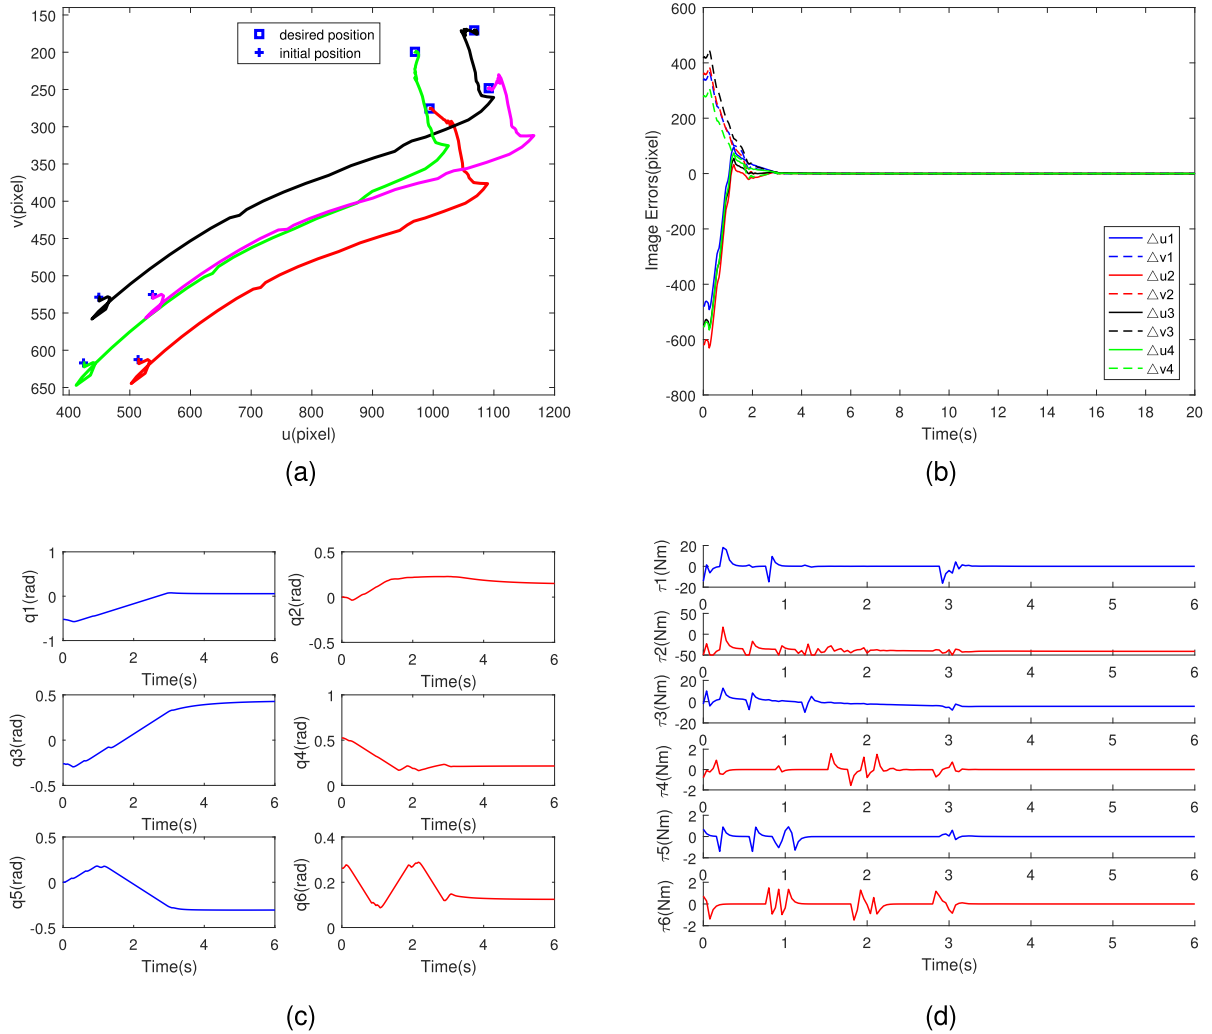 150
200
250
300
350
400
450
500
550
600
650
v(pixel)
desired position
initial position
400 500 600 700 800 900 1000 1100 1200
u(pixel)
(a)
600
400
200
0
-200
-400
-600
-800
Image Errors(pixel)
△u1
△v1
△u2
△v2
△u3
△v3
△u4
△v4
0 2 4 6 8 10 12 14 16 18 20
Time(s)
(b)
1
0
-1
q1(rad)
0 2 4 6
Time(s)
0.5
0
-0.5
q2(rad)
0 2 4 6
Time(s)
0.5
0
-0.5
q3(rad)
0 2 4 6
Time(s)
1
0.5
0
q4(rad)
0 2 4 6
Time(s)
0.5
0
-0.5
q5(rad)
0 2 4 6
Time(s)
0.4
0.2
0
q6(rad)
0 2 4 6
Time(s)
(c)
20
0
-20
τ1(Nm)
0 1 2 3 4 5 6
50
0
-50
τ2(Nm)
0 1 2 3 4 5 6
20
0
-20
τ3(Nm)
0 1 2 3 4 5 6
2
0
-2
τ4(Nm)
0 1 2 3 4 5 6
2
0
-2
τ5(Nm)
0 1 2 3 4 5 6
2
0
-2
τ6(Nm)
0 1 2 3 4 5 6
Time(s)
(d)